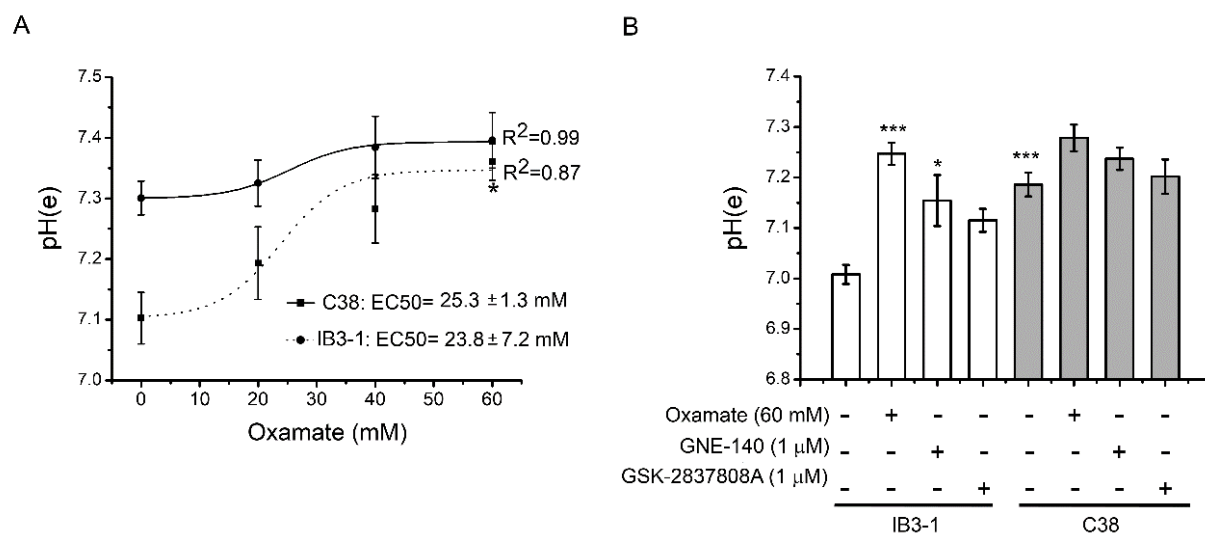 A
7.5
7.4
7.3
7.2
7.1
7.0
pH(e)
R²=0.99
R²=0.87
*
C38: EC50= 25.3 ±1.3 mM
IB3-1: EC50= 23.8 ±7.2 mM
0 10 20 30 40 50 60
Oxamate (mM)
B
7.4
7.3
7.2
7.1
7.0
6.9
6.8
pH(e)
*** * ***
Oxamate (60 mM) - + - - - + - -
GNE-140 (1 μM) - - + - - - + -
GSK-2837808A (1 μM) - - - + - - - +
IB3-1 C38